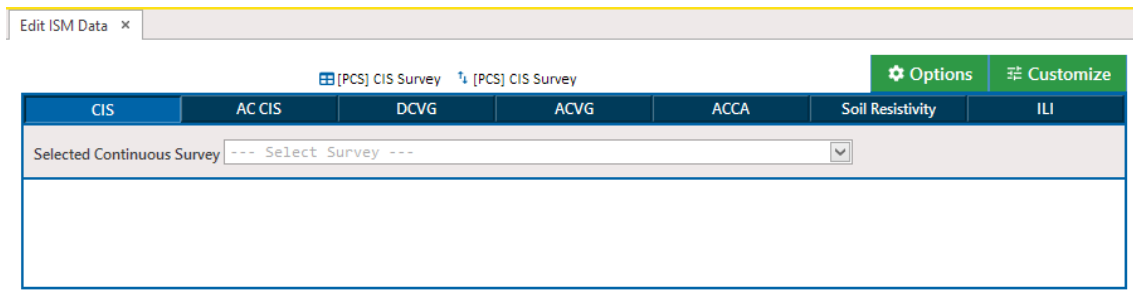 Edit ISM Data ×
[PCS] CIS Survey [PCS] CIS Survey Options Customize
CIS AC CIS DCVG ACVG ACCA Soil Resistivity ILI
Selected Continuous Survey --- Select Survey ---